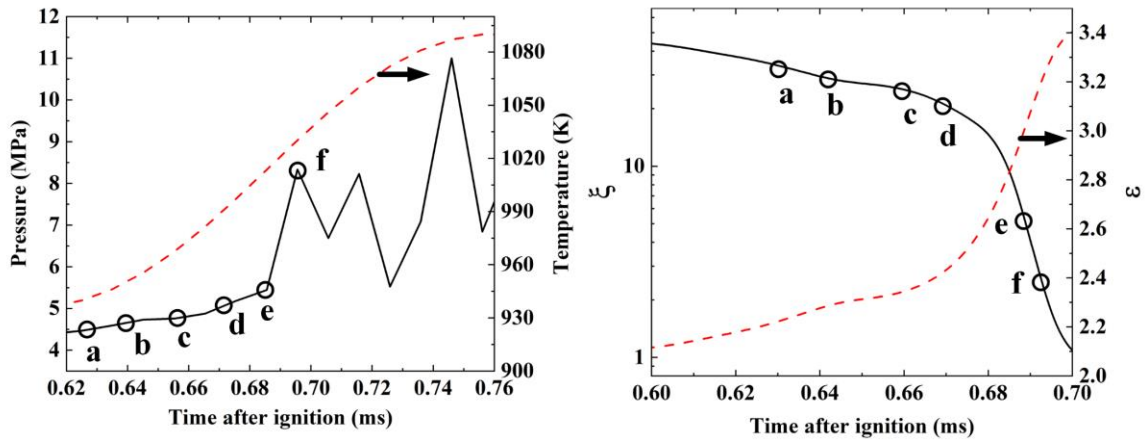 12
11
10
9
8
7
6
5
4
Pressure (MPa)
a
b
c
d
e
f
1080
1050
1020
990
960
930
900
Temperature (K)
0.62 0.64 0.66 0.68 0.70 0.72 0.74 0.76
Time after ignition (ms)
10
1
ξ
a
b
c
d
e
f
3.4
3.2
3.0
2.8
2.6
2.4
2.2
2.0
ε
0.60 0.62 0.64 0.66 0.68 0.70
Time after ignition (ms)